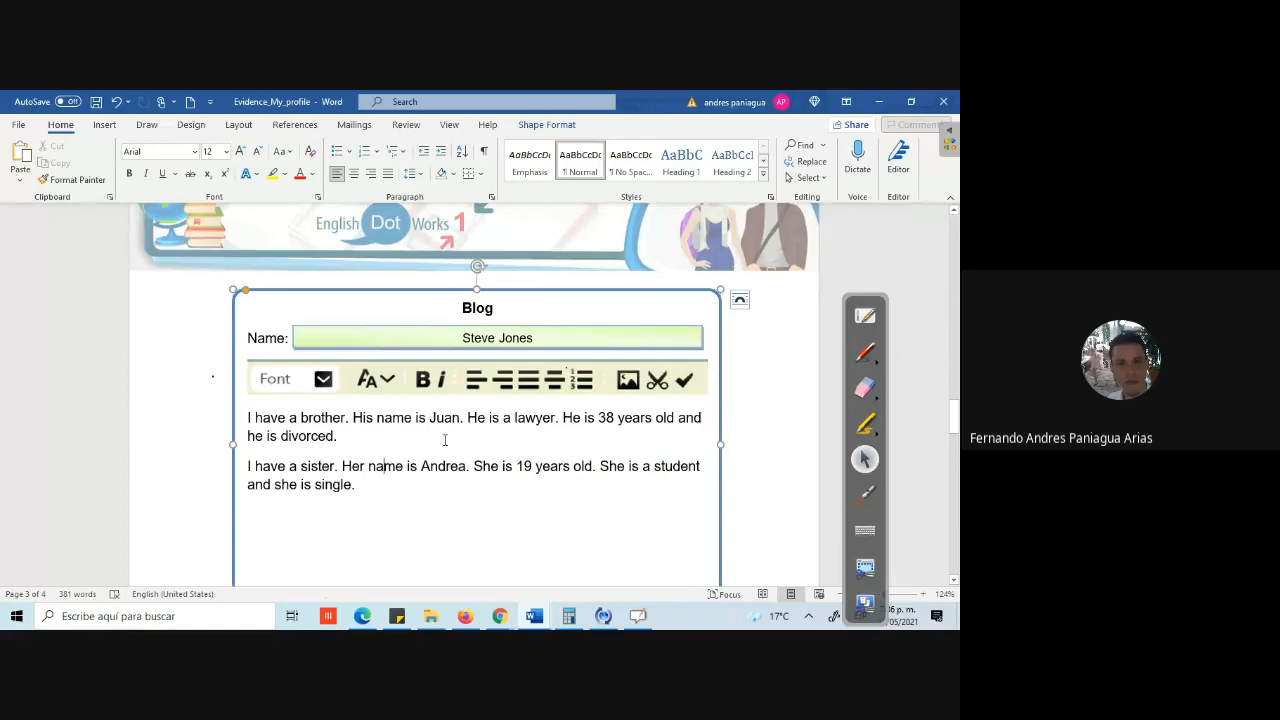 AutoSave Off Evidence_My_profile - Word Search andres paniagua AP
File Home Insert Draw Design Layout References Mailings Review View Help Shape Format Share Comments
Paste Cut Copy Format Painter Clipboard
Arial 12 Font
Paragraph
AaBbCcDc Emphasis AaBbCcDc ¶ Normal AaBbCcDc ¶ No Spac... AaBbC Heading 1 AaBbCcI Heading 2 Styles
Find Replace Select Editing
Dictate Voice
Editor Editor
English Dot Works 1
Blog
Name: Steve Jones
Font
I have a brother. His name is Juan. He is a lawyer. He is 38 years old and
he is divorced.
I have a sister. Her name is Andrea. She is 19 years old. She is a student
and she is single.
Fernando Andres Paniagua Arias
Page 3 of 4 381 words English (United States) Focus 124%
Escribe aquí para buscar 17°C